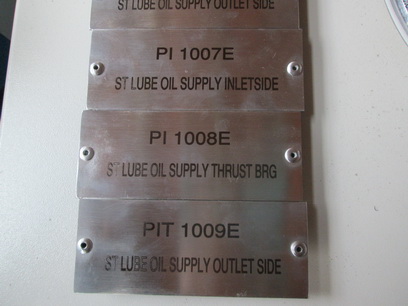 ST LUBE OIL SUPPLY OUTLET SIDE
PI 1007E
ST LUBE OIL SUPPLY INLETSIDE
PI 1008E
ST LUBE OIL SUPPLY THRUST BRG
PIT 1009E
ST LUBE OIL SUPPLY OUTLET SIDE